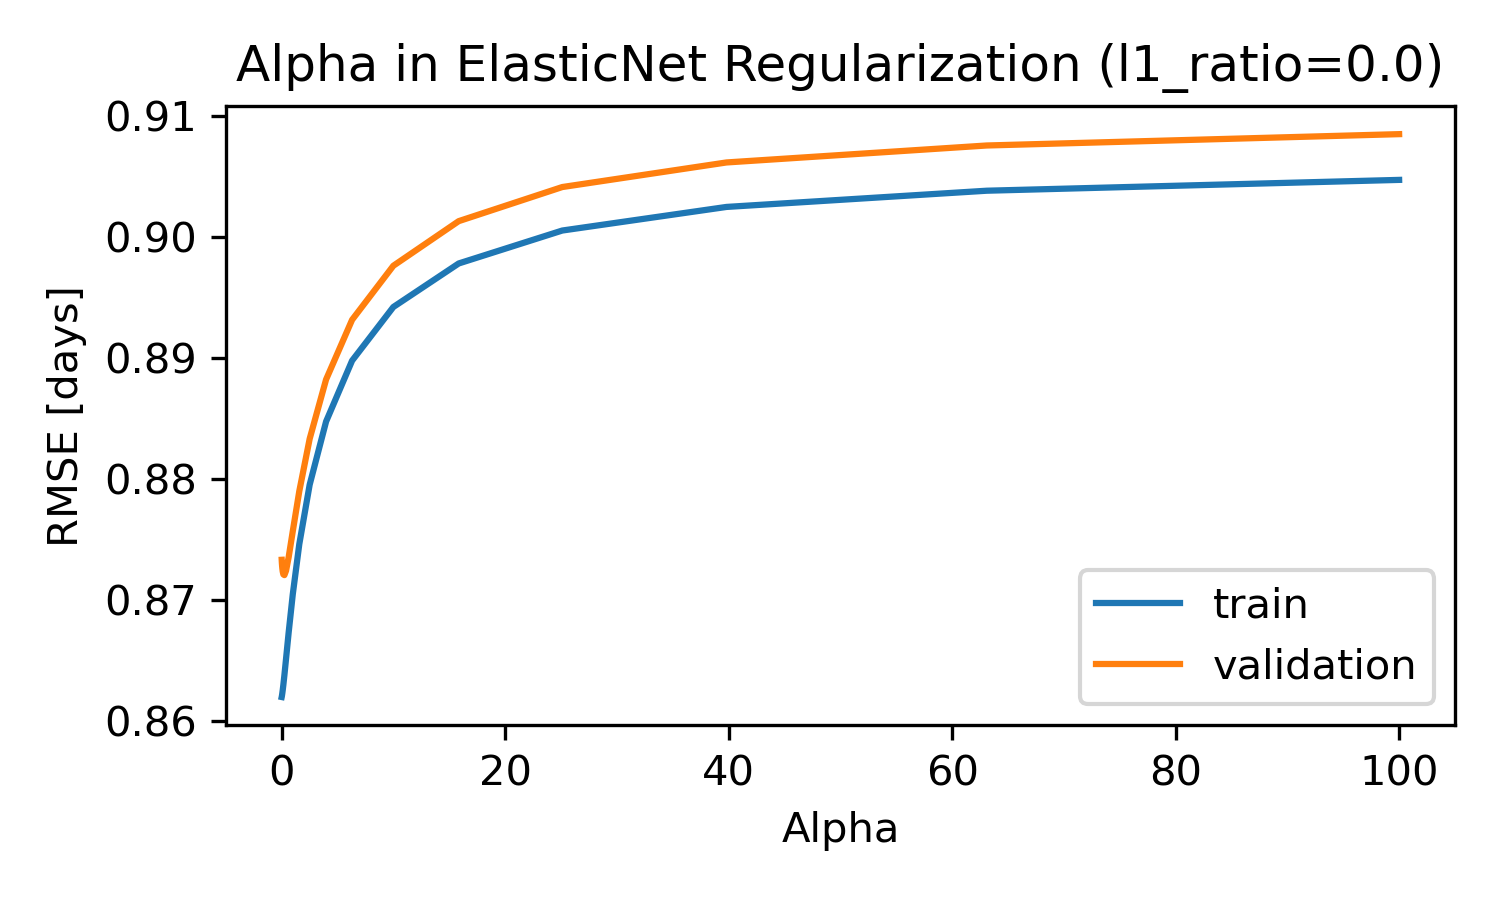 Alpha in ElasticNet Regularization (l1_ratio=0.0)
0.91
0.90
0.89
0.88
0.87
0.86
RMSE [days]
train
validation
0 20 40 60 80 100
Alpha